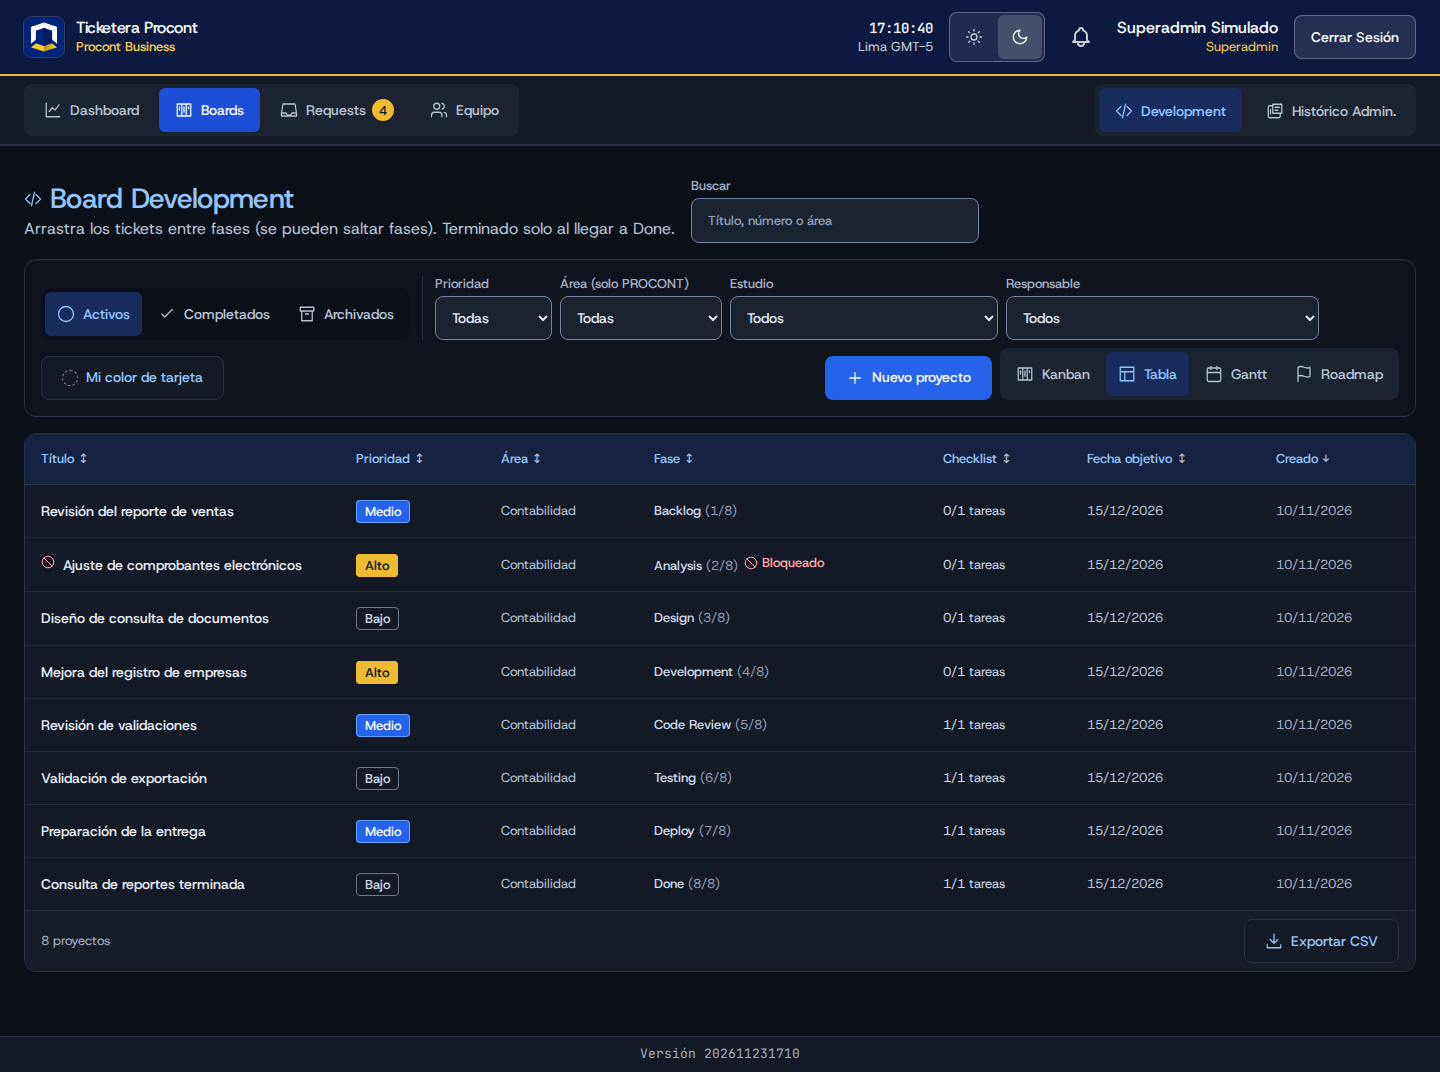 Ticketera Procont
Procont Business
17:10:40
Lima GMT-5
Superadmin Simulado
Superadmin
Cerrar Sesión
Dashboard
Boards
Requests 4
Equipo
Development
Histórico Admin.
Board Development
Arrastra los tickets entre fases (se pueden saltar fases). Terminado solo al llegar a Done.
Buscar
Título, número o área
Activos
Completados
Archivados
Prioridad
Todas
Área (solo PROCONT)
Todas
Estudio
Todos
Responsable
Todos
Mi color de tarjeta
+ Nuevo proyecto
Kanban
Tabla
Gantt
Roadmap
Título ↕ Prioridad ↕ Área ↕ Fase ↕ Checklist ↕ Fecha objetivo ↕ Creado ↓
Revisión del reporte de ventas Medio Contabilidad Backlog (1/8) 0/1 tareas 15/12/2026 10/11/2026
Ajuste de comprobantes electrónicos Alto Contabilidad Analysis (2/8) Bloqueado 0/1 tareas 15/12/2026 10/11/2026
Diseño de consulta de documentos Bajo Contabilidad Design (3/8) 0/1 tareas 15/12/2026 10/11/2026
Mejora del registro de empresas Alto Contabilidad Development (4/8) 0/1 tareas 15/12/2026 10/11/2026
Revisión de validaciones Medio Contabilidad Code Review (5/8) 1/1 tareas 15/12/2026 10/11/2026
Validación de exportación Bajo Contabilidad Testing (6/8) 1/1 tareas 15/12/2026 10/11/2026
Preparación de la entrega Medio Contabilidad Deploy (7/8) 1/1 tareas 15/12/2026 10/11/2026
Consulta de reportes terminada Bajo Contabilidad Done (8/8) 1/1 tareas 15/12/2026 10/11/2026
8 proyectos
Exportar CSV
Versión 202611231710